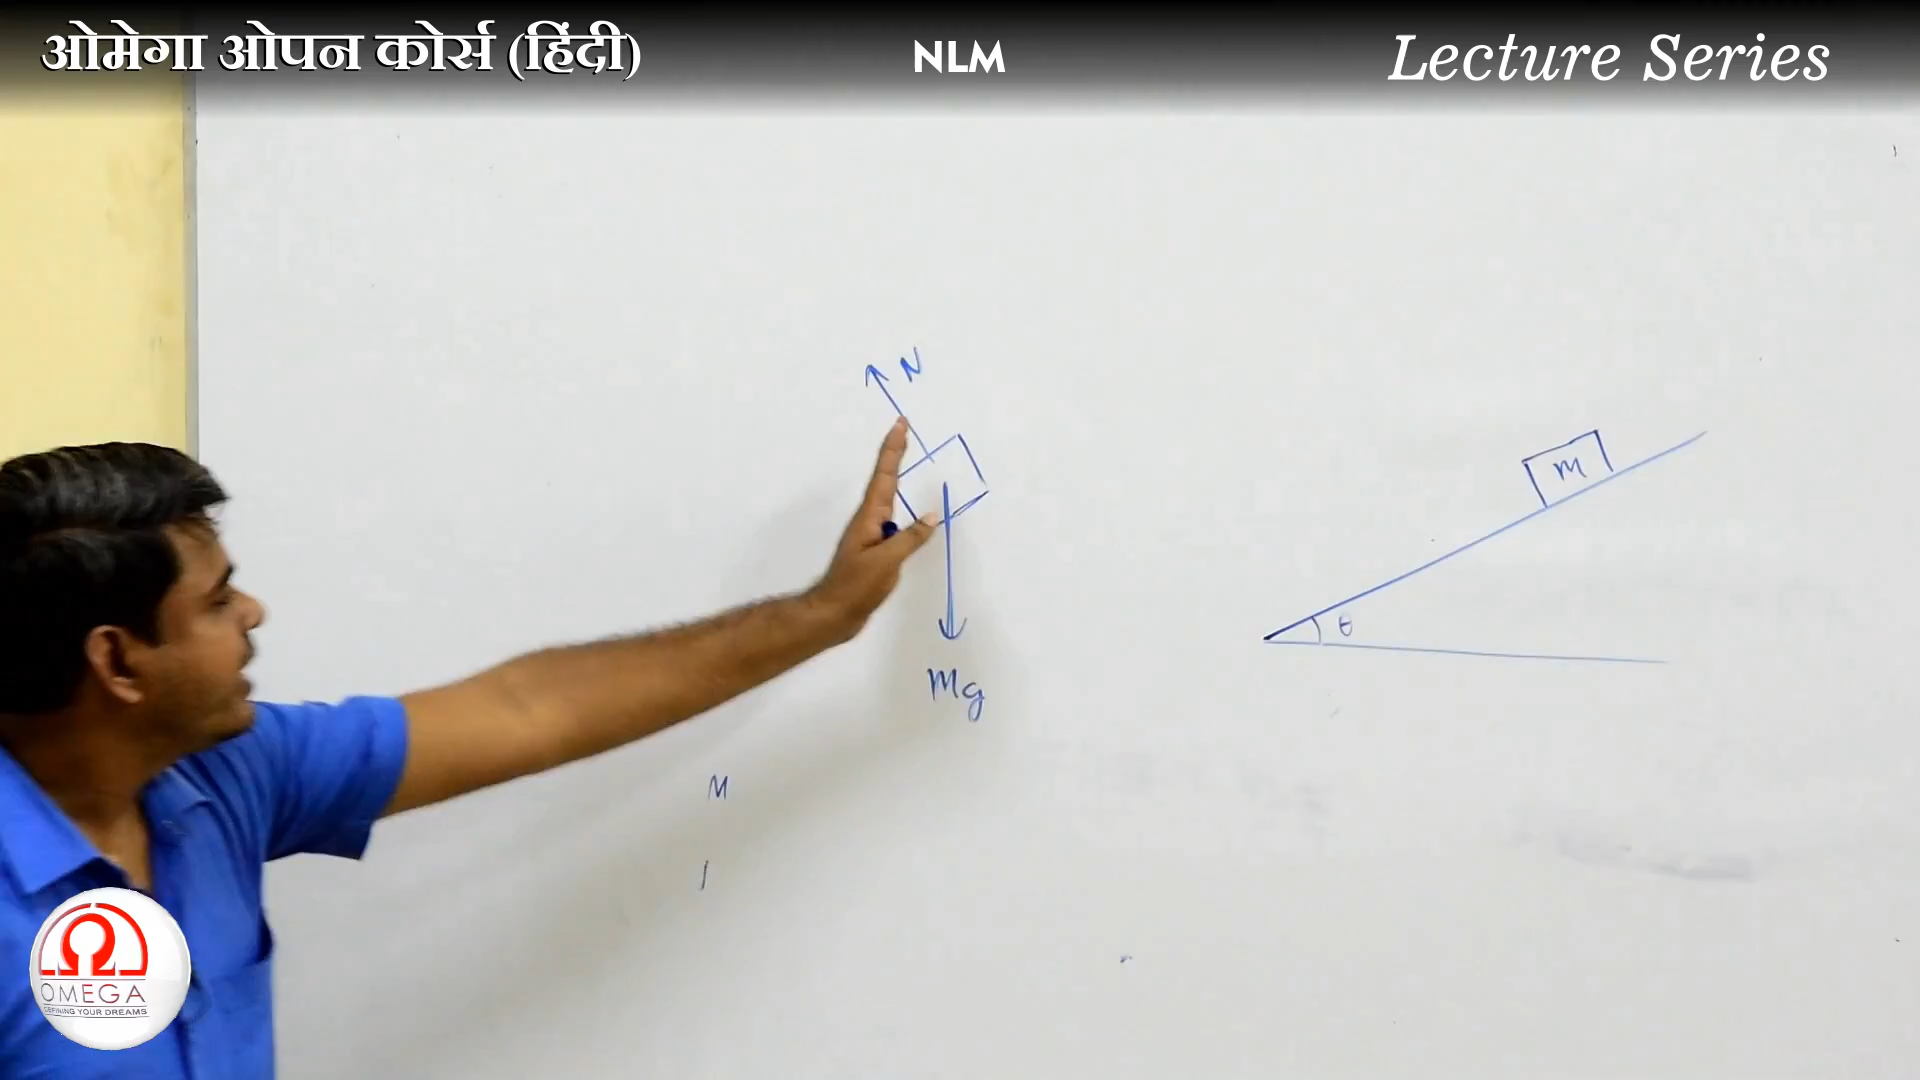 ओमेगा ओपन कोर्स (हिंदी)
NLM
Lecture Series
N
m
θ
Mg
M
OMEGA
DEFINING YOUR DREAMS